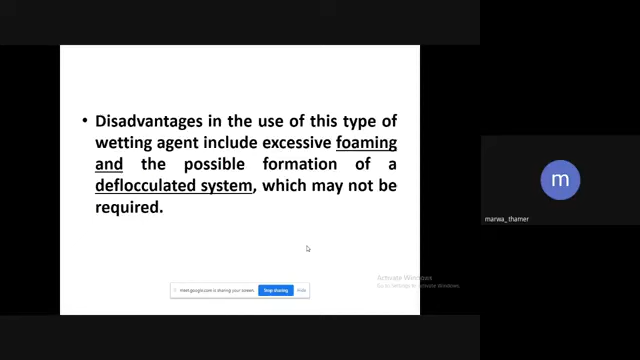 • Disadvantages in the use of this type of
wetting agent include excessive foaming
and the possible formation of a
deflocculated system, which may not be
required.
m
marwa_thamer
Activate Windows
Go to Settings to activate Windows.
meet.google.com is sharing your screen.
Stop sharing
Hide